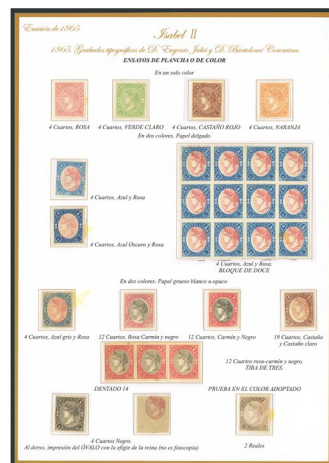 Emisión de 1865
Isabel II
1865. Grabados tipográficos de D. Eugenio Juliá y D. Bartolomé Coromina.
ENSAYOS DE PLANCHA O DE COLOR
En un solo color
4 Cuartos, ROSA
4 Cuartos, VERDE CLARO
4 Cuartos, CASTAÑO ROJO
4 Cuartos, NARANJA
En dos colores. Papel delgado
4 Cuartos, Azul y Rosa
4 Cuartos, Azul Oscuro y Rosa
4 Cuartos, Azul y Rosa.
BLOQUE DE DOCE
En dos colores. Papel grueso blanco u opaco
4 Cuartos, Azul gris y Rosa
12 Cuartos, Rosa Carmín y negro
12 Cuartos, Carmín y Negro
19 Cuartos, Castaño
y Castaño claro
12 Cuartos rosa-carmín y negro.
TIRA DE TRES.
DENTADO 14
PRUEBA EN EL COLOR ADOPTADO
4 Cuartos Negro
Al dorso, impresión del ÓVALO con la efigie de la reina (no es fotocopia)
2 Reales